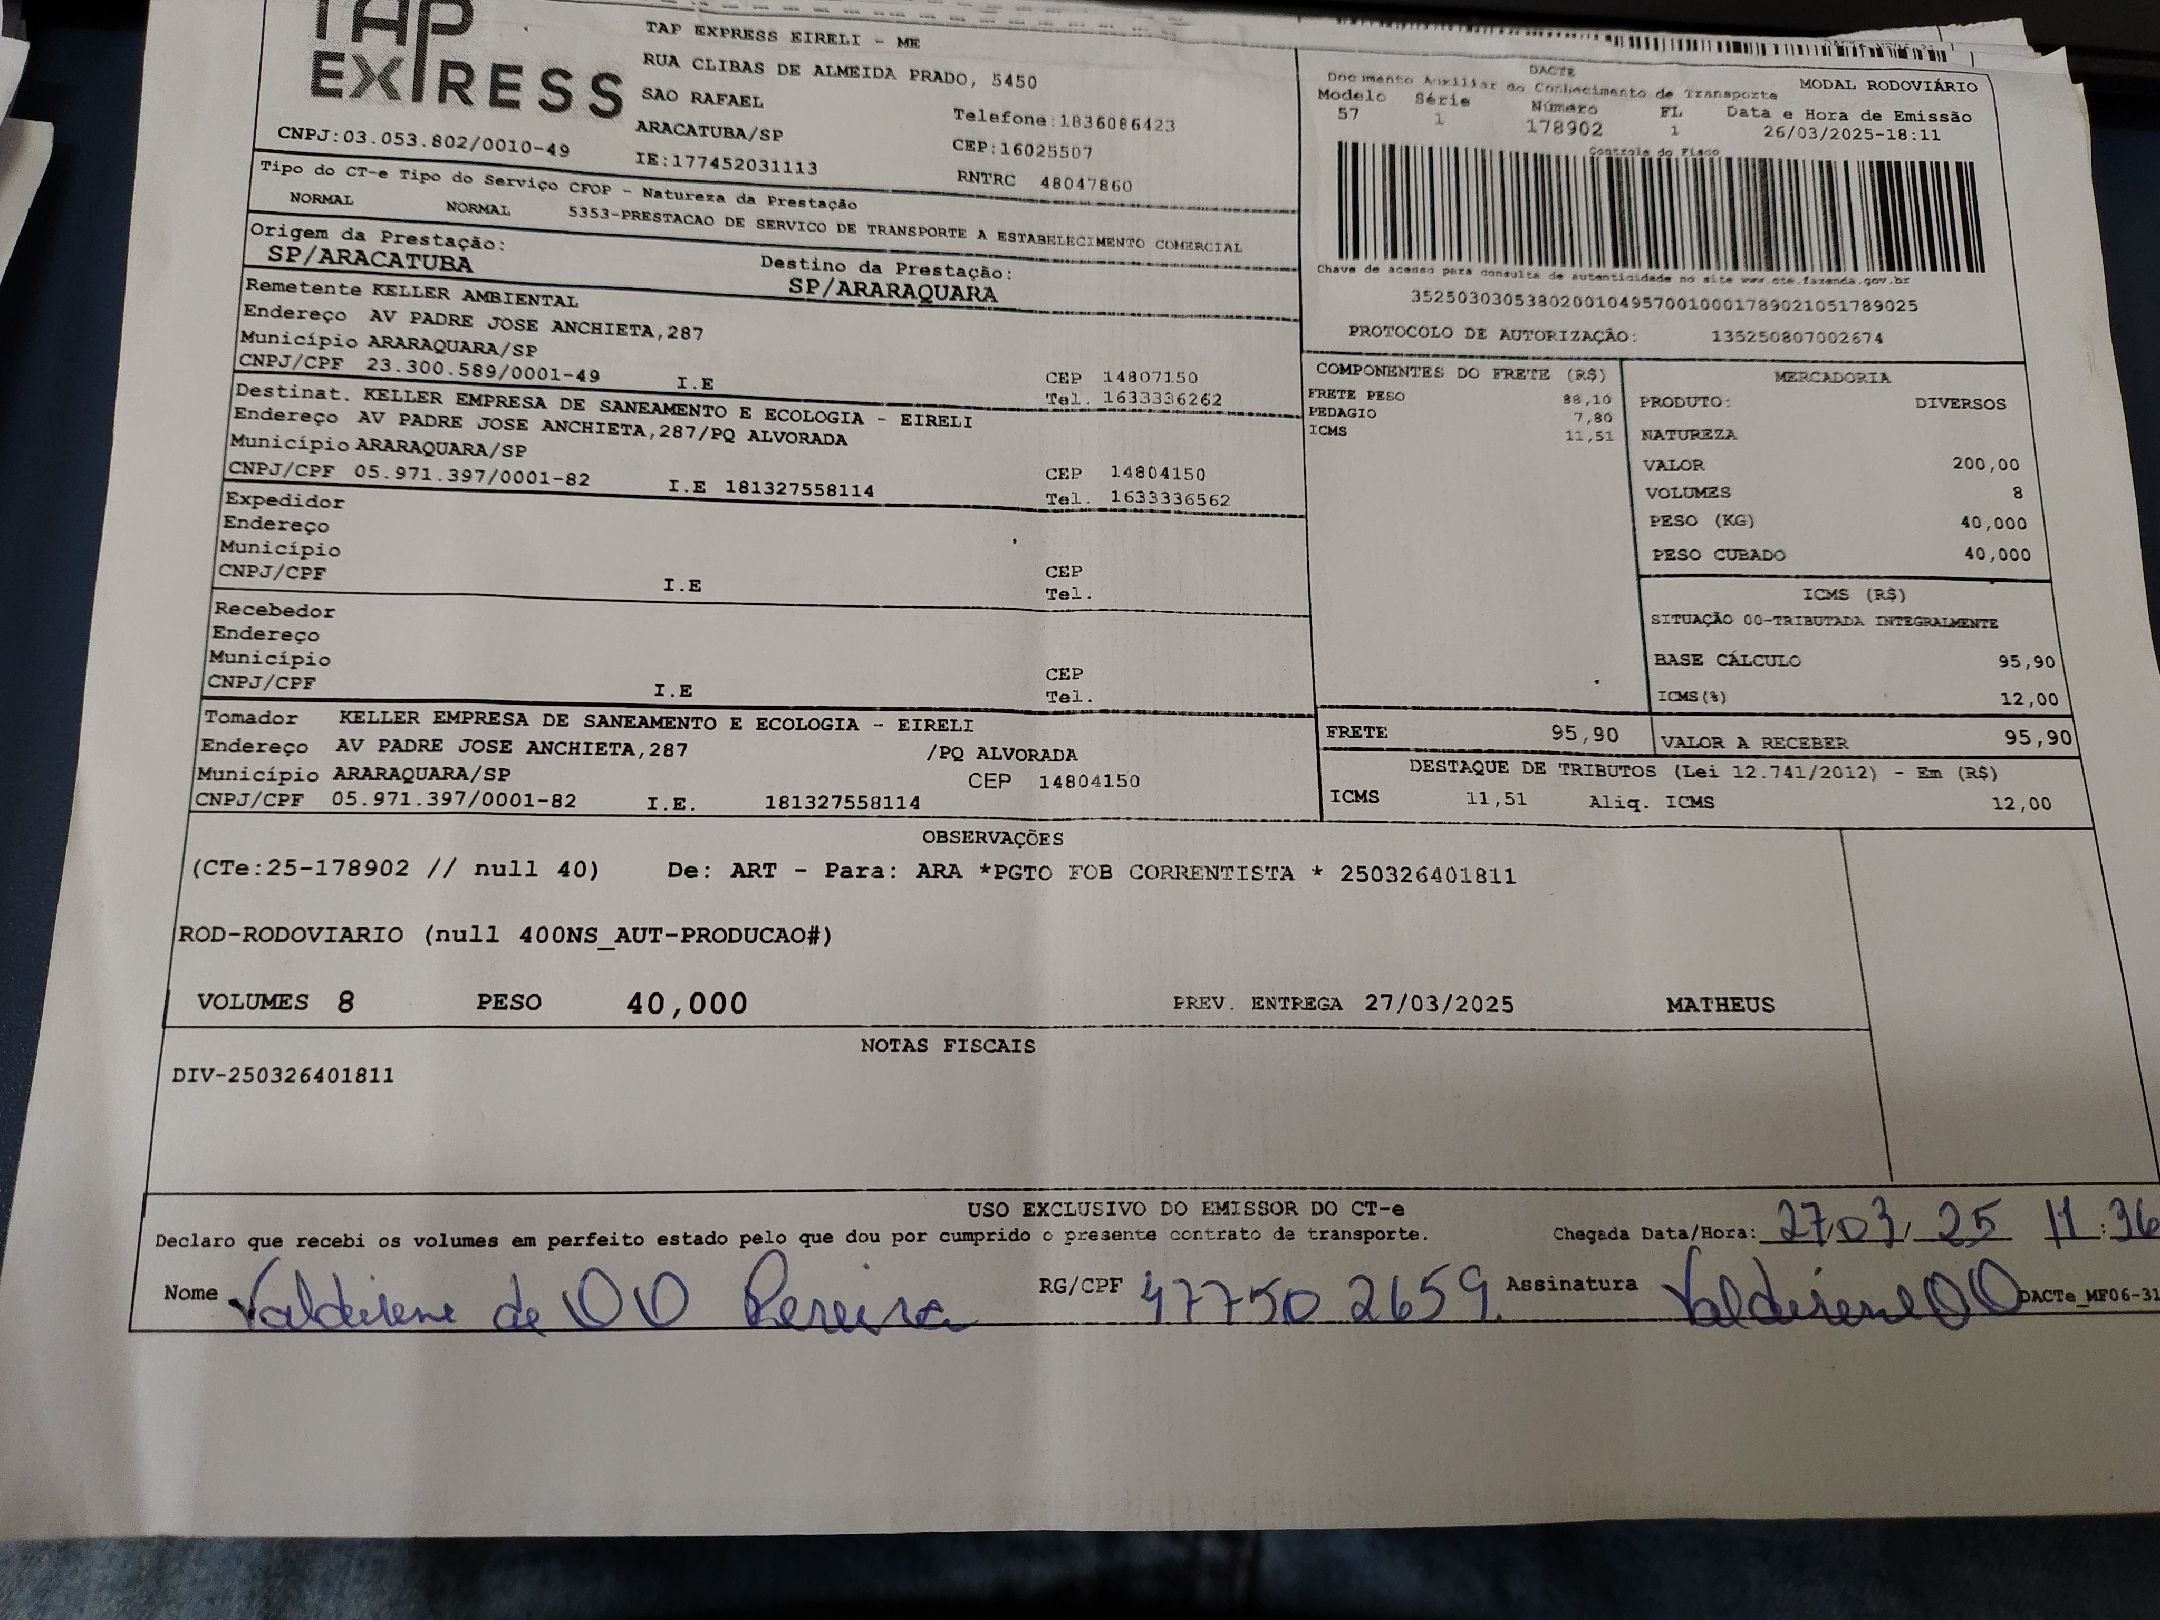 TAP
EXPRESS
CNPJ:03.053.802/0010-49
TAP EXPRESS EIRELI - ME
RUA CLIBAS DE ALMEIDA PRADO, 5450
SAO RAFAEL
ARACATUBA/SP
IE:177452031113
Telefone:1836086423
CEP:16025507
RNTRC 48047860
DACTE
Documento Auxiliar do Conhecimento de Transporte
MODAL RODOVIÁRIO
Modelo Série Número FL Data e Hora de Emissão
57 1 178902 1 26/03/2025-18:11
Controle do Fisco
Chave de acesso para consulta de autenticidade no site www.cte.fazenda.gov.br
35250303053802001049570010001789021051789025
PROTOCOLO DE AUTORIZAÇÃO: 135250807002674
Tipo do CT-e Tipo do Serviço CFOP - Natureza da Prestação
NORMAL NORMAL 5353-PRESTACAO DE SERVICO DE TRANSPORTE A ESTABELECIMENTO COMERCIAL
Origem da Prestação: Destino da Prestação:
SP/ARACATUBA SP/ARARAQUARA
Remetente KELLER AMBIENTAL
Endereço AV PADRE JOSE ANCHIETA,287
Município ARARAQUARA/SP CEP 14807150
CNPJ/CPF 23.300.589/0001-49 I.E Tel. 1633336262
Destinat. KELLER EMPRESA DE SANEAMENTO E ECOLOGIA - EIRELI
Endereço AV PADRE JOSE ANCHIETA,287/PQ ALVORADA
Município ARARAQUARA/SP CEP 14804150
CNPJ/CPF 05.971.397/0001-82 I.E 181327558114 Tel. 1633336562
Expedidor
Endereço
Município CEP
CNPJ/CPF I.E Tel.
Recebedor
Endereço
Município CEP
CNPJ/CPF I.E Tel.
Tomador KELLER EMPRESA DE SANEAMENTO E ECOLOGIA - EIRELI
Endereço AV PADRE JOSE ANCHIETA,287 /PQ ALVORADA
Município ARARAQUARA/SP CEP 14804150
CNPJ/CPF 05.971.397/0001-82 I.E. 181327558114
COMPONENTES DO FRETE (R$)
FRETE PESO 88,10
PEDAGIO 7,80
ICMS 11,51
FRETE 95,90
MERCADORIA
PRODUTO: DIVERSOS
NATUREZA
VALOR 200,00
VOLUMES 8
PESO (KG) 40,000
PESO CUBADO 40,000
ICMS (R$)
SITUAÇÃO 00-TRIBUTADA INTEGRALMENTE
BASE CÁLCULO 95,90
ICMS(%) 12,00
VALOR A RECEBER 95,90
DESTAQUE DE TRIBUTOS (Lei 12.741/2012) - Em (R$)
ICMS 11,51 Aliq. ICMS 12,00
OBSERVAÇÕES
(CTe:25-178902 // null 40) De: ART - Para: ARA *PGTO FOB CORRENTISTA * 250326401811
ROD-RODOVIARIO (null 400NS_AUT-PRODUCAO#)
VOLUMES 8 PESO 40,000 PREV. ENTREGA 27/03/2025 MATHEUS
NOTAS FISCAIS
DIV-250326401811
USO EXCLUSIVO DO EMISSOR DO CT-e
Declaro que recebi os volumes em perfeito estado pelo que dou por cumprido o presente contrato de transporte. Chegada Data/Hora: 27/03/25 11:36
Nome Valdeirene de OO Pereira RG/CPF 477502659 Assinatura Valdeirene OO DACTe_MF06-31